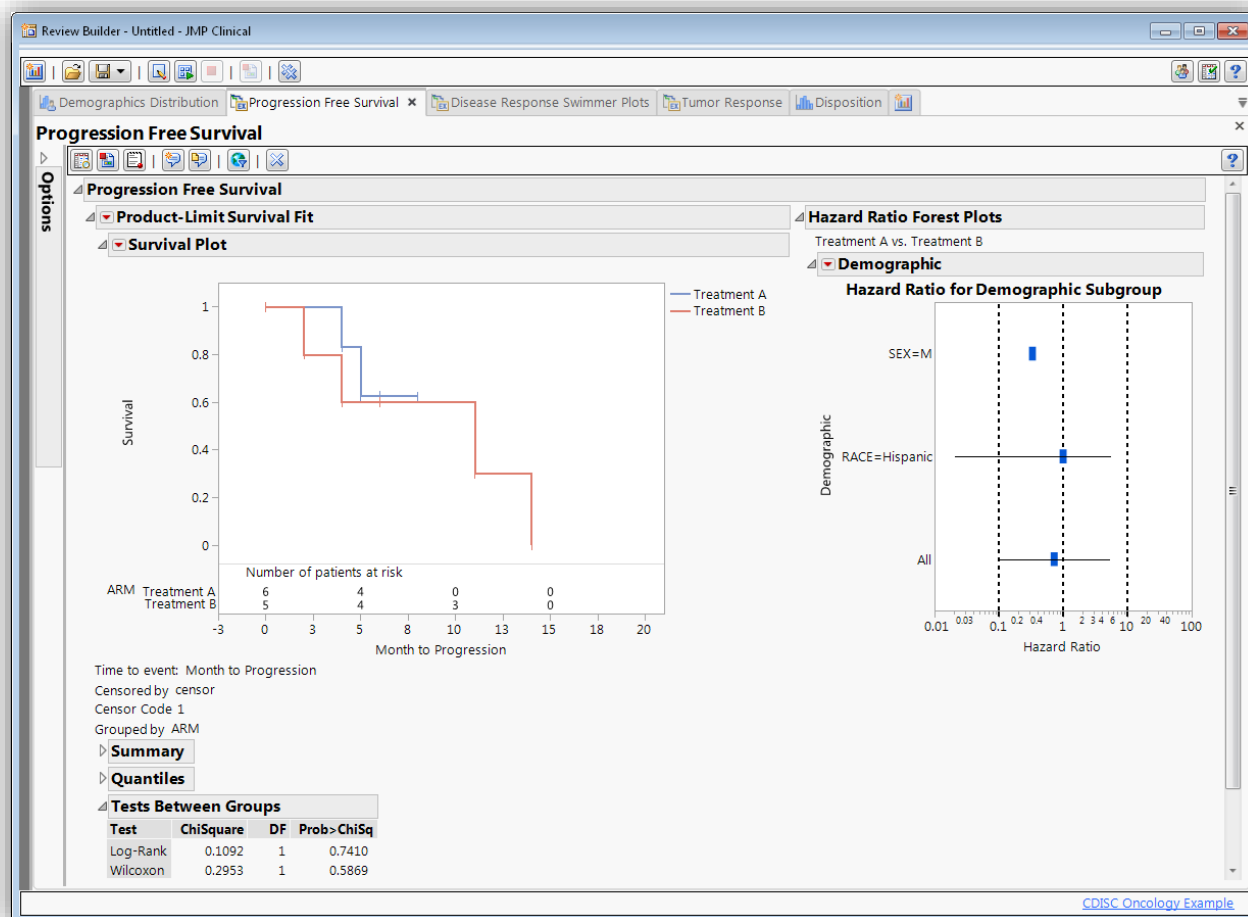 Review Builder - Untitled - JMP Clinical
Demographics Distribution Progression Free Survival Disease Response Swimmer Plots Tumor Response Disposition
Progression Free Survival
Options
Progression Free Survival
Product-Limit Survival Fit
Survival Plot
Treatment A
Treatment B
Survival
1
0.8
0.6
0.4
0.2
0
Number of patients at risk
ARM Treatment A 6 4 0 0
Treatment B 5 4 3 0
-3 0 3 5 8 10 13 15 18 20
Month to Progression
Time to event: Month to Progression
Censored by censor
Censor Code 1
Grouped by ARM
Summary
Quantiles
Tests Between Groups
Test ChiSquare DF Prob>ChiSq
Log-Rank 0.1092 1 0.7410
Wilcoxon 0.2953 1 0.5869
Hazard Ratio Forest Plots
Treatment A vs. Treatment B
Demographic
Hazard Ratio for Demographic Subgroup
Demographic
SEX=M
RACE=Hispanic
All
0.01 0.03 0.1 0.2 0.4 1 2 3 4 6 10 20 40 100
Hazard Ratio
CDISC Oncology Example